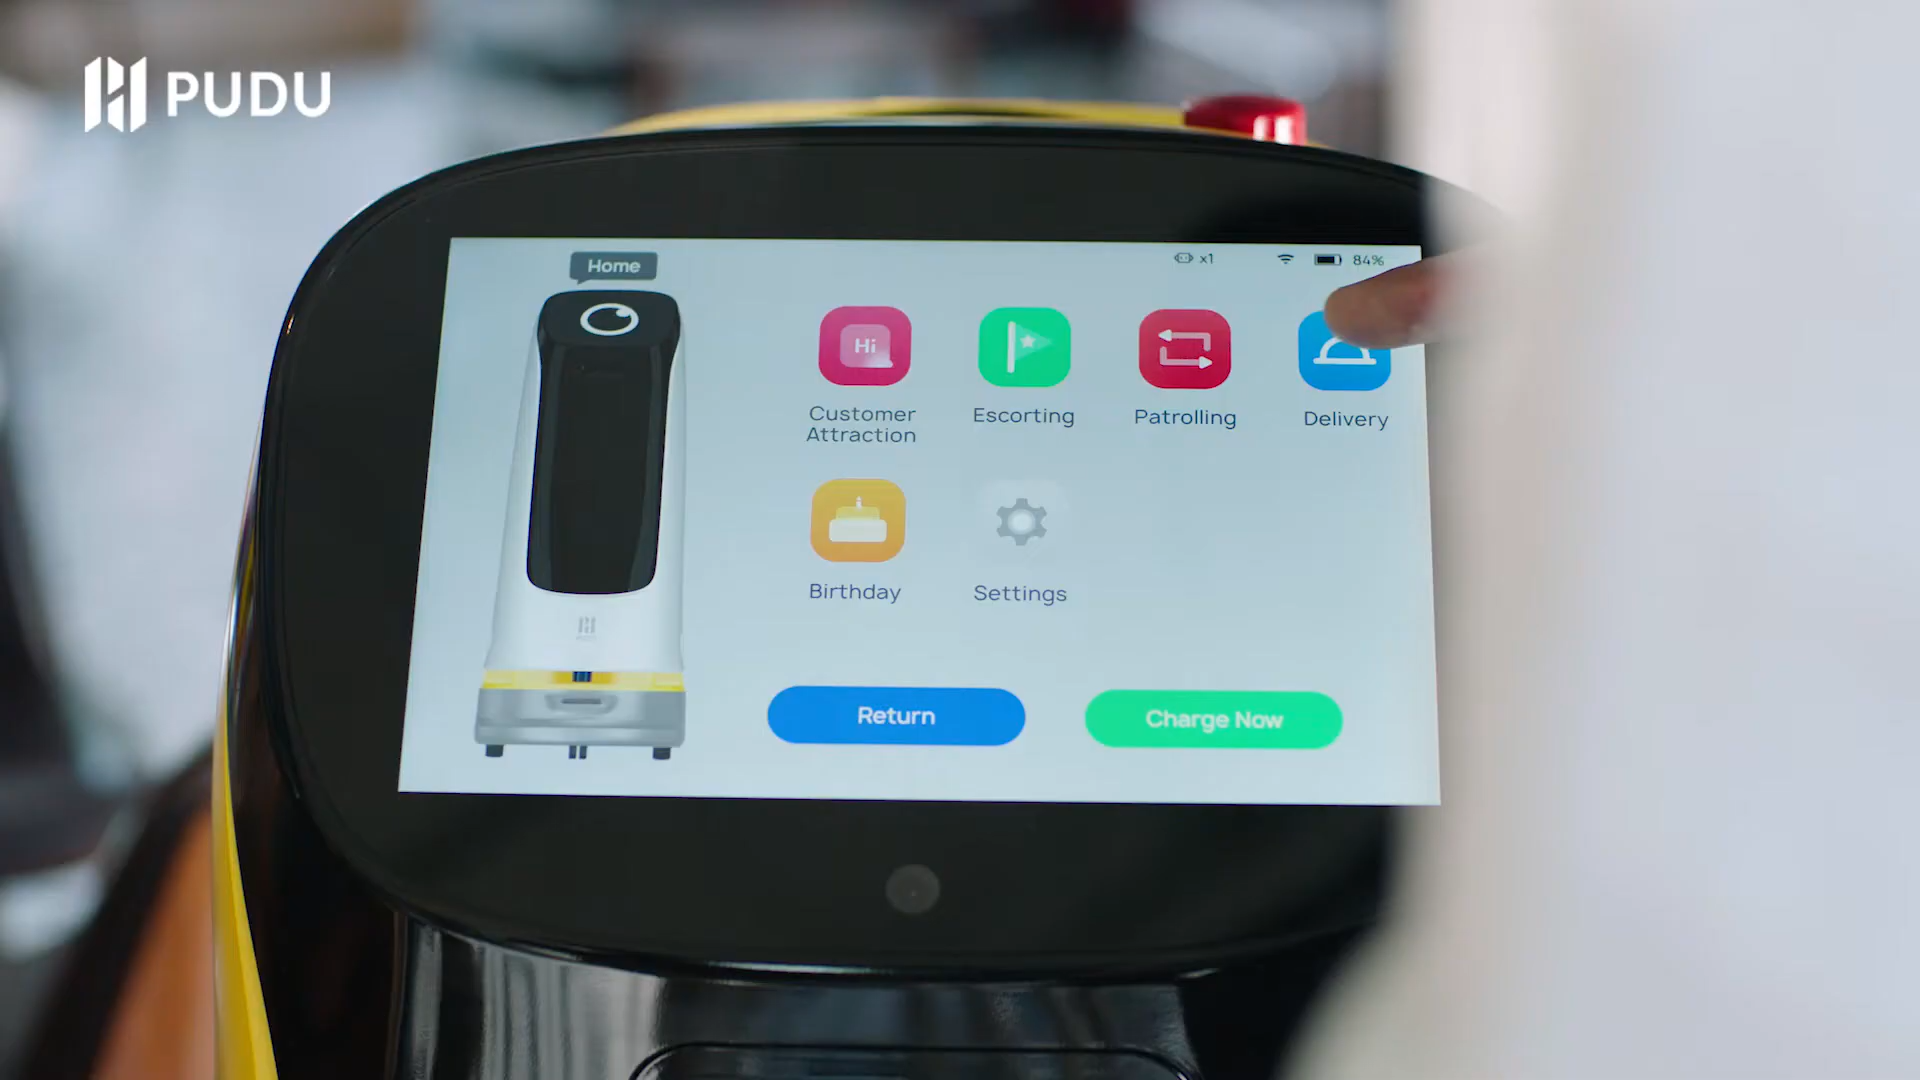 PUDU
Home
x1
84%
Hi
Customer
Attraction
Escorting
Patrolling
Delivery
Birthday
Settings
Return
Charge Now